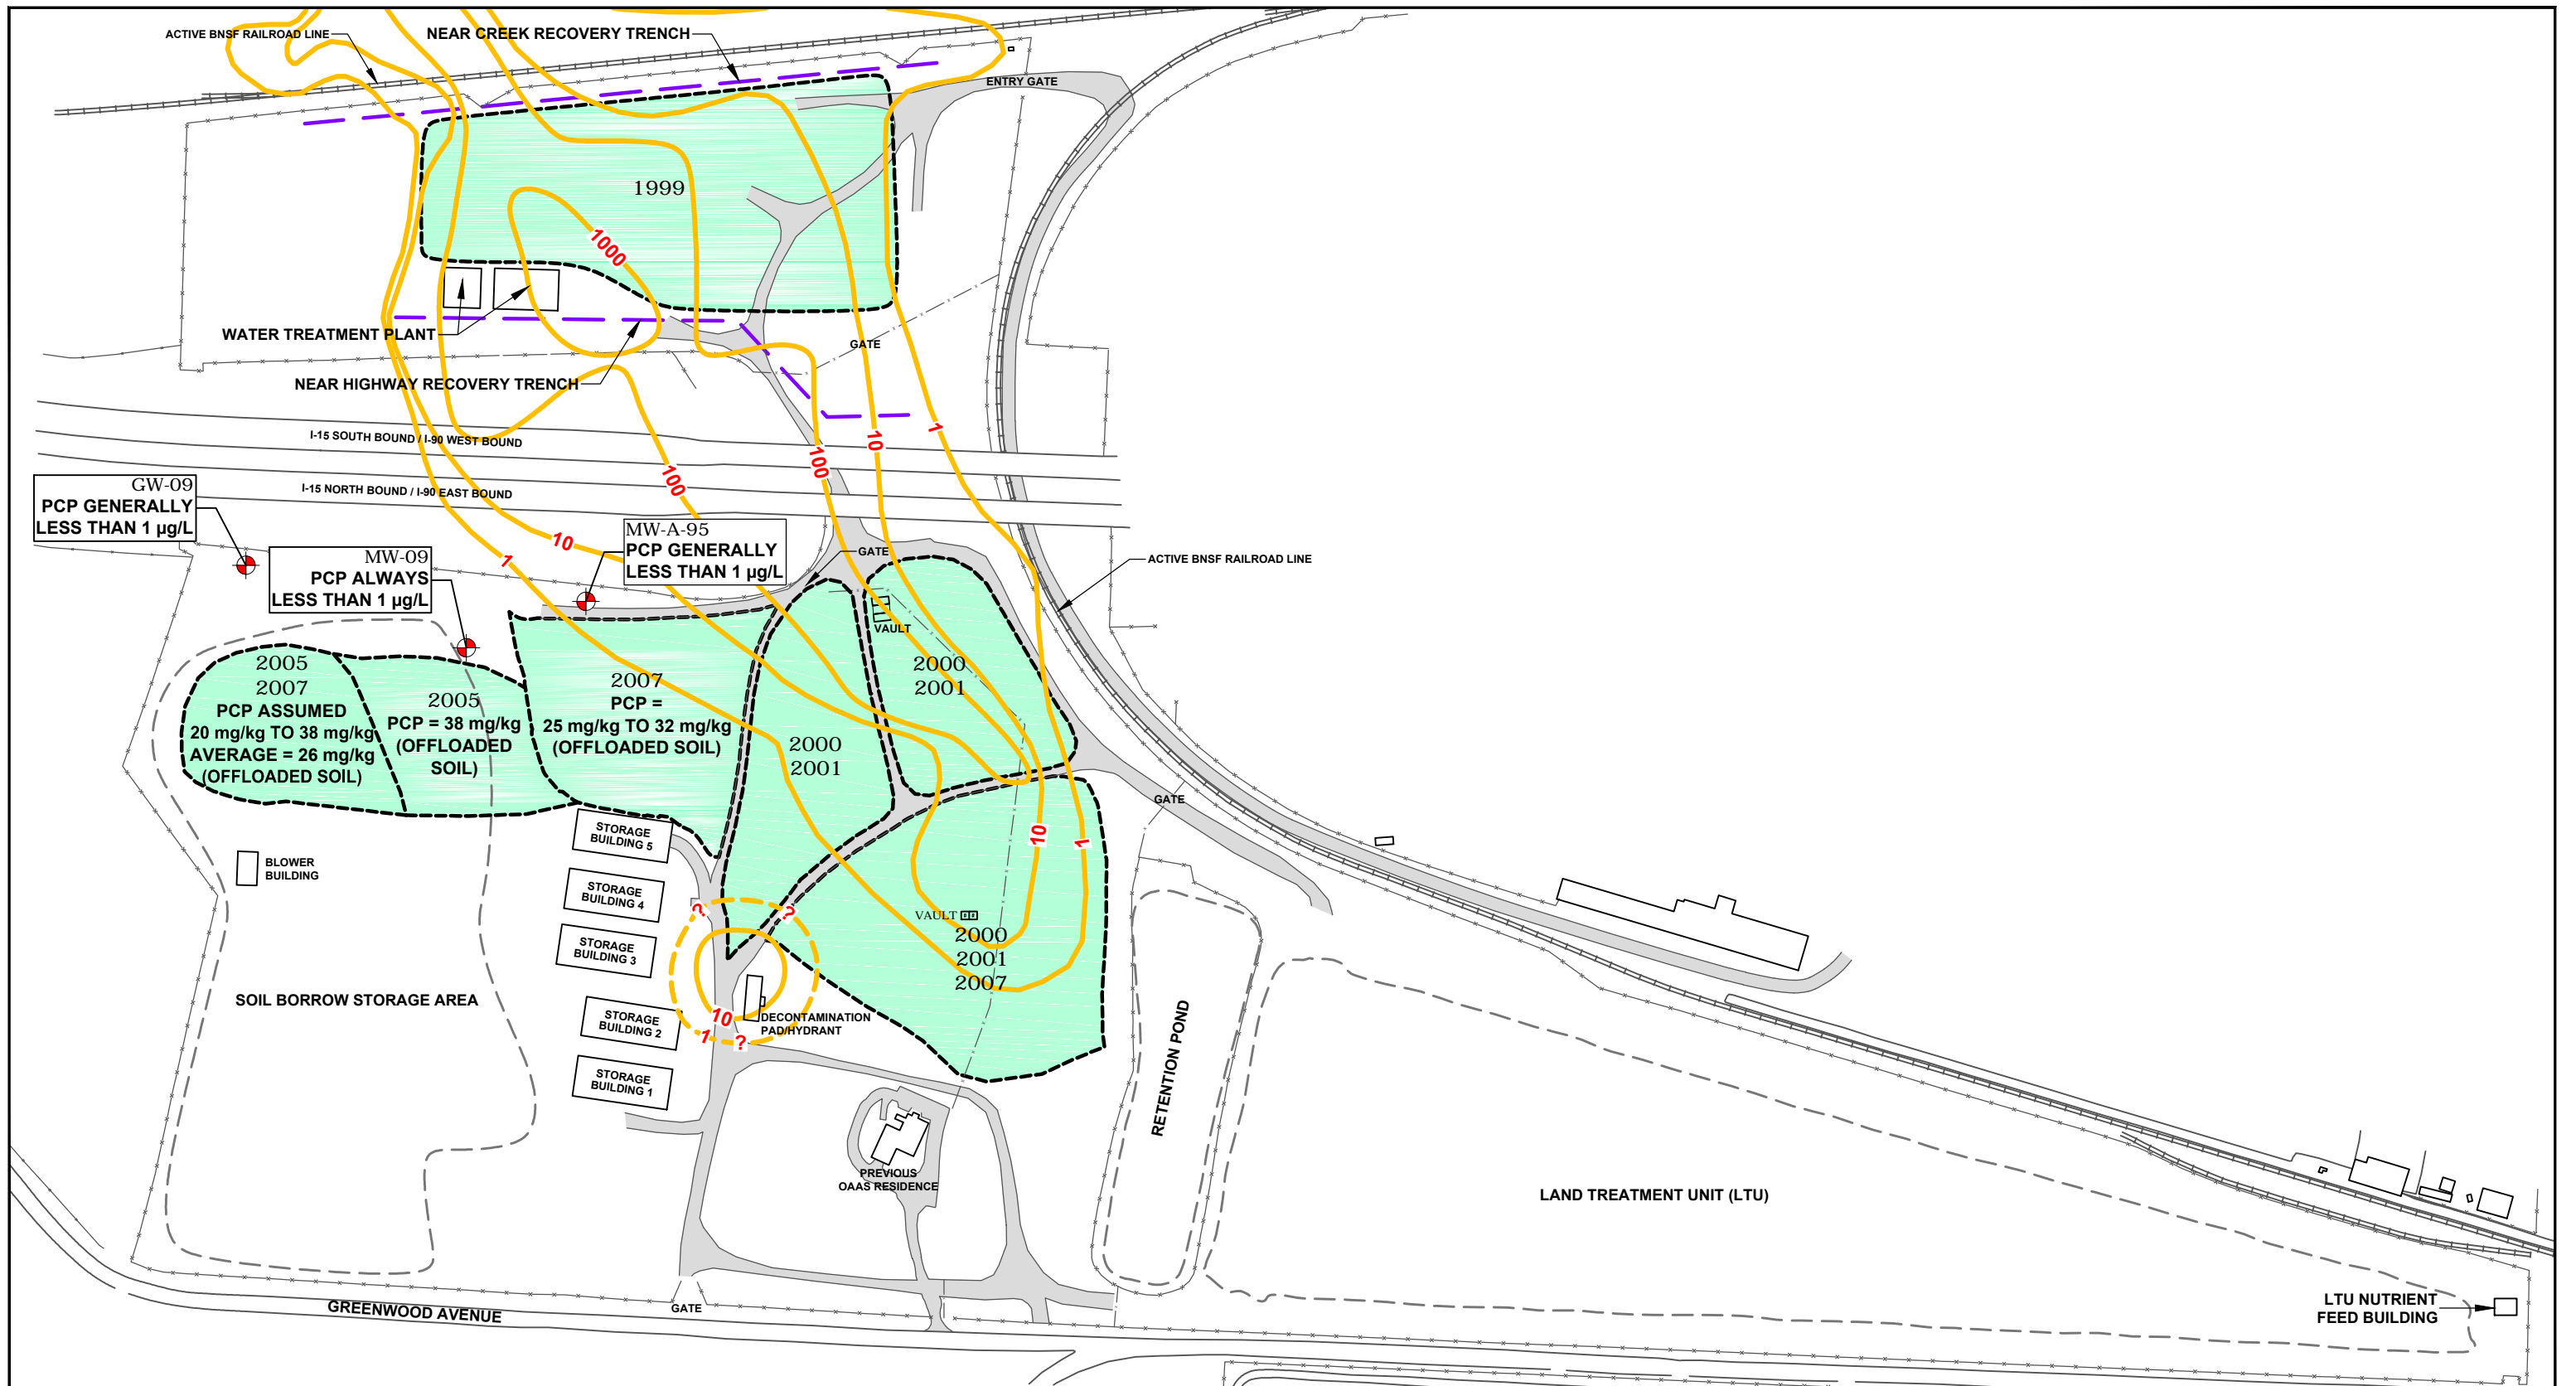 ACTIVE BNSF RAILROAD LINE
NEAR CREEK RECOVERY TRENCH
ENTRY GATE
1999
1000
WATER TREATMENT PLANT
GATE
NEAR HIGHWAY RECOVERY TRENCH
1
10
100
100
I-15 SOUTH BOUND / I-90 WEST BOUND
I-15 NORTH BOUND / I-90 EAST BOUND
GW-09
PCP GENERALLY
LESS THAN 1 µg/L
MW-09
PCP ALWAYS
LESS THAN 1 µg/L
MW-A-95
PCP GENERALLY
LESS THAN 1 µg/L
10
1
GATE
ACTIVE BNSF RAILROAD LINE
VAULT
2005
2007
PCP ASSUMED
20 mg/kg TO 38 mg/kg
AVERAGE = 26 mg/kg
(OFFLOADED SOIL)
2005
PCP = 38 mg/kg
(OFFLOADED
SOIL)
2007
PCP =
25 mg/kg TO 32 mg/kg
(OFFLOADED SOIL)
2000
2001
2000
2001
GATE
10
1
STORAGE
BUILDING 5
BLOWER
BUILDING
STORAGE
BUILDING 4
STORAGE
BUILDING 3
?
?
VAULT
2000
2001
2007
SOIL BORROW STORAGE AREA
STORAGE
BUILDING 2
10
1
?
DECONTAMINATION
PAD/HYDRANT
STORAGE
BUILDING 1
RETENTION POND
PREVIOUS
OAAS RESIDENCE
LAND TREATMENT UNIT (LTU)
GREENWOOD AVENUE
GATE
LTU NUTRIENT
FEED BUILDING